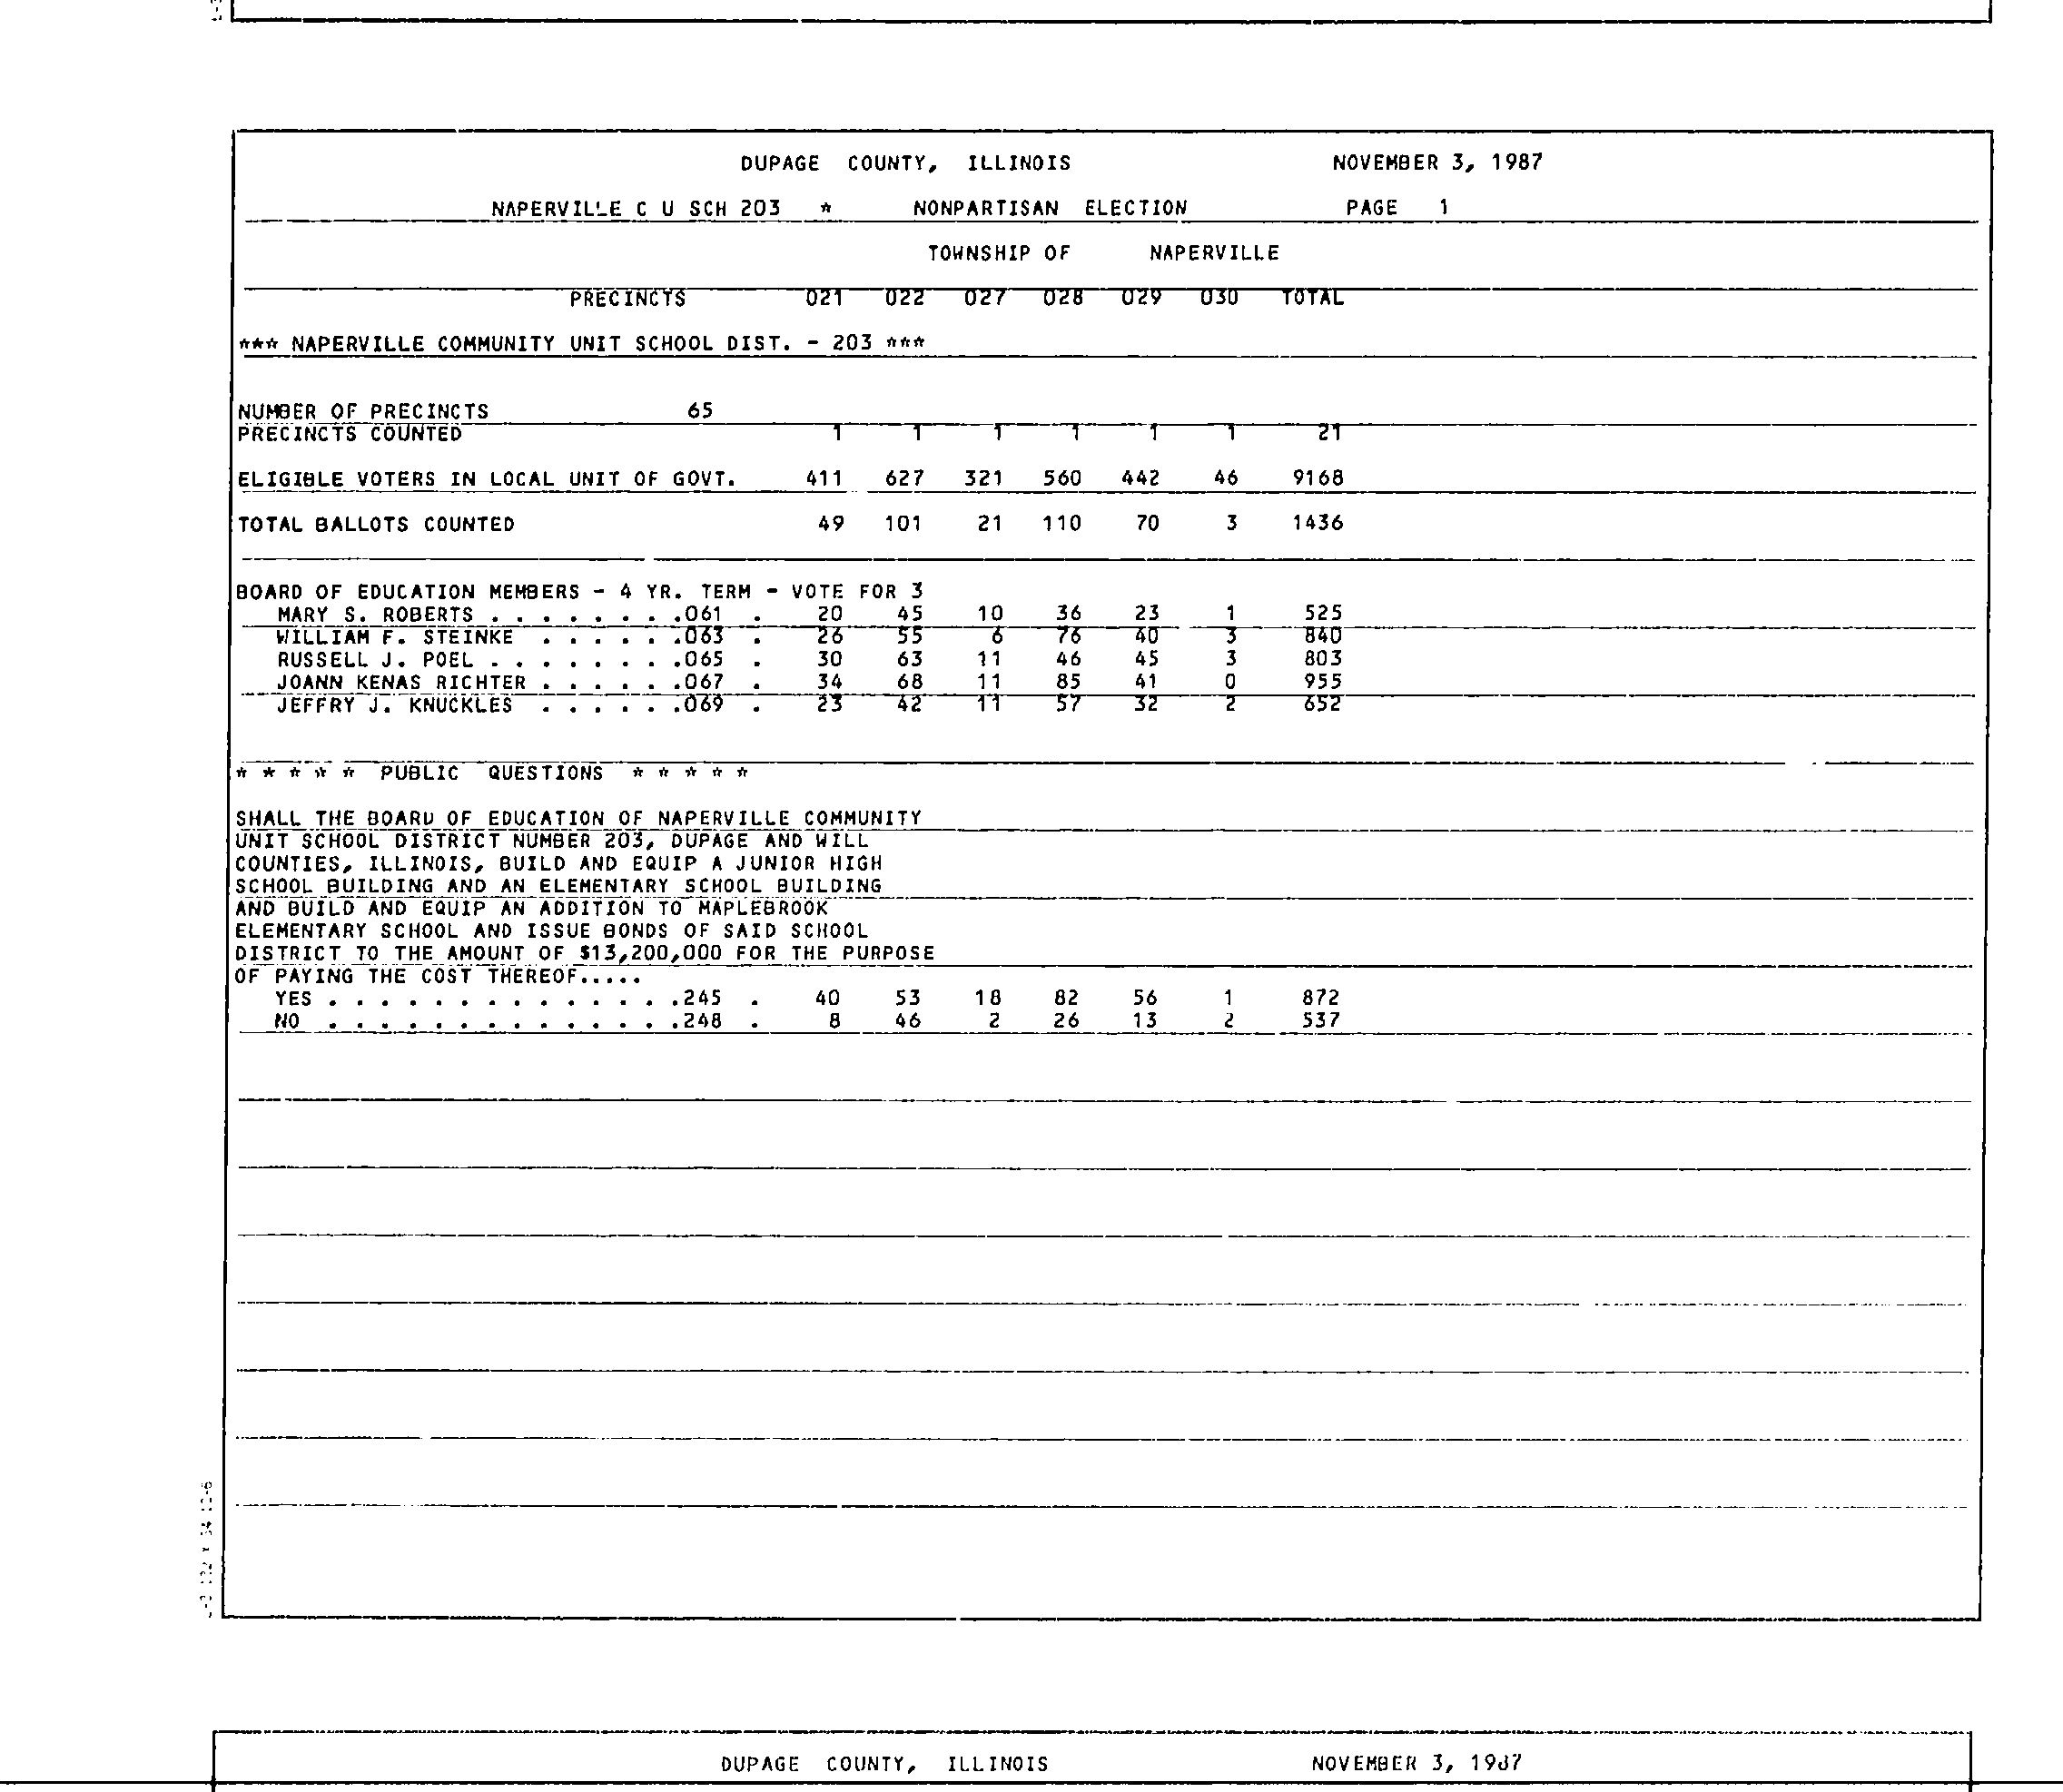 DUPAGE COUNTY, ILLINOIS NOVEMBER 3, 1987
NAPERVILLE C U SCH 203 * NONPARTISAN ELECTION PAGE 1
TOWNSHIP OF NAPERVILLE
PRECINCTS 021 022 027 028 029 030 TOTAL
*** NAPERVILLE COMMUNITY UNIT SCHOOL DIST. - 203 ***
NUMBER OF PRECINCTS 65
PRECINCTS COUNTED 1 1 1 1 1 1 21
ELIGIBLE VOTERS IN LOCAL UNIT OF GOVT. 411 627 321 560 442 46 9168
TOTAL BALLOTS COUNTED 49 101 21 110 70 3 1436
BOARD OF EDUCATION MEMBERS - 4 YR. TERM - VOTE FOR 3
MARY S. ROBERTS . . . . . . . .061 . 20 45 10 36 23 1 525
WILLIAM F. STEINKE . . . . . .063 . 26 55 6 76 40 3 840
RUSSELL J. POEL . . . . . . . .065 . 30 63 11 46 45 3 803
JOANN KENAS RICHTER . . . . . .067 . 34 68 11 85 41 0 955
JEFFRY J. KNUCKLES . . . . . .069 . 23 42 11 57 32 2 652
* * * * * PUBLIC QUESTIONS * * * * *
SHALL THE BOARD OF EDUCATION OF NAPERVILLE COMMUNITY
UNIT SCHOOL DISTRICT NUMBER 203, DUPAGE AND WILL
COUNTIES, ILLINOIS, BUILD AND EQUIP A JUNIOR HIGH
SCHOOL BUILDING AND AN ELEMENTARY SCHOOL BUILDING
AND BUILD AND EQUIP AN ADDITION TO MAPLEBROOK
ELEMENTARY SCHOOL AND ISSUE BONDS OF SAID SCHOOL
DISTRICT TO THE AMOUNT OF $13,200,000 FOR THE PURPOSE
OF PAYING THE COST THEREOF.....
YES . . . . . . . . . . . . . .245 . 40 53 18 82 56 1 872
NO . . . . . . . . . . . . . .248 . 8 46 2 26 13 2 537
DUPAGE COUNTY, ILLINOIS NOVEMBER 3, 1987